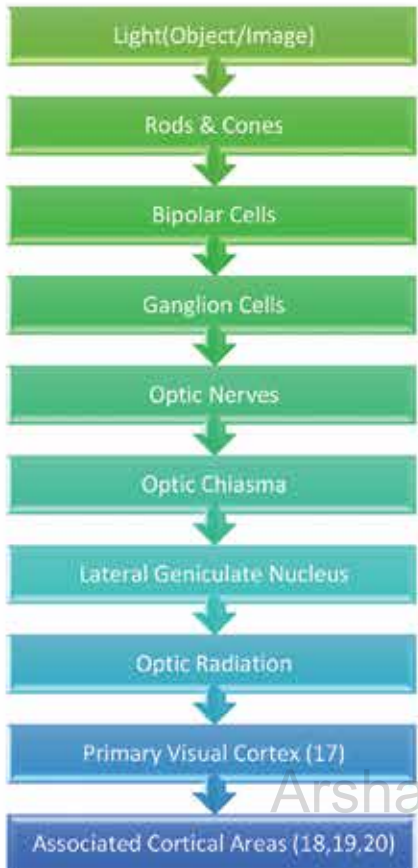 Light(Object/Image)
Rods & Cones
Bipolar Cells
Ganglion Cells
Optic Nerves
Optic Chiasma
Lateral Geniculate Nucleus
Optic Radiation
Primary Visual Cortex (17)
Arsha
Associated Cortical Areas (18,19,20)